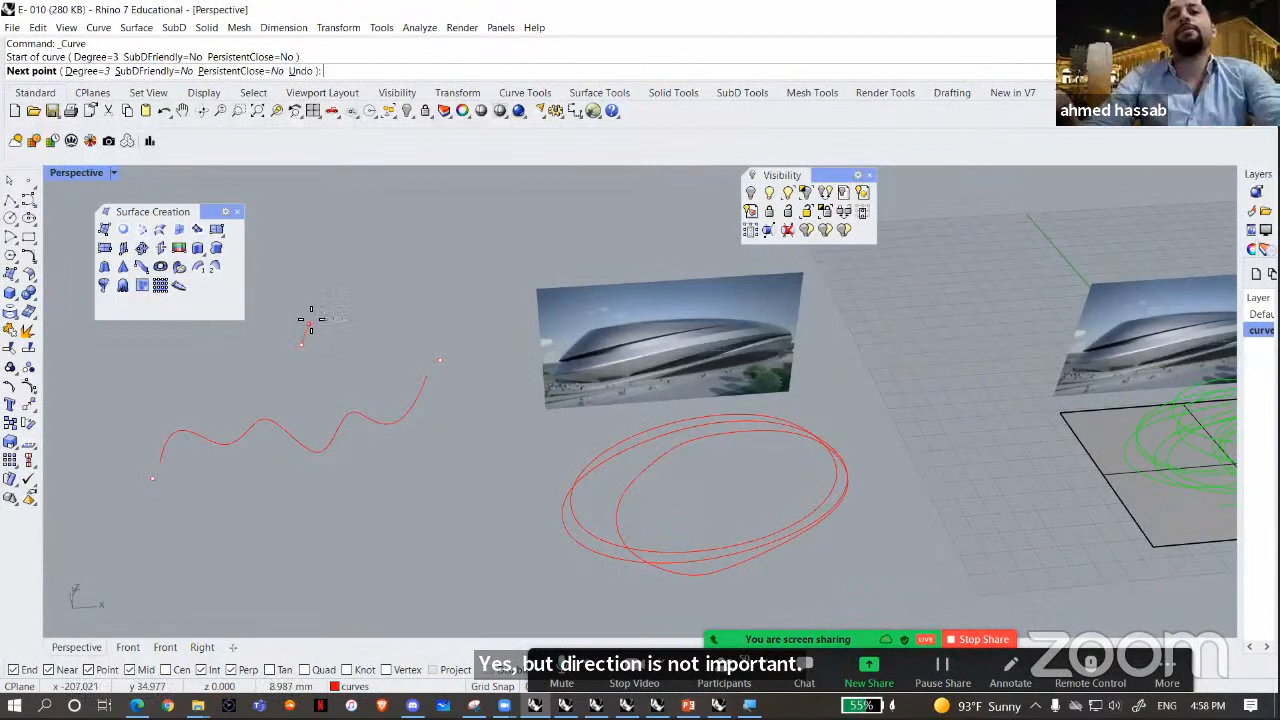 E- 010 (280 KB) - Rhino 7 Educational - [Perspective]
File Edit View Curve Surface SubD Solid Mesh Dimension Transform Tools Analyze Render Panels Help
Command: _Curve
Start of curve ( Degree=3 SubDFriendly=No PersistentClose=No ):
Next point ( Degree=3 SubDFriendly=No PersistentClose=No Undo ):
Standard CPlanes Set View Display Select Viewport Layout Visibility Transform Curve Tools Surface Tools Solid Tools SubD Tools Mesh Tools Render Tools Drafting New in V7
ahmed hassab
Perspective
Visibility
Layers
Surface Creation
Layer
Defau
curve
z
x
Perspective Front Front Right
You are screen sharing LIVE Stop Share
zoom
Yes, but direction is not important.
End Near Point Mid Cen Int Perp Tan Quad Knot Vertex Project
Mute Stop Video Participants Chat New Share Pause Share Annotate Remote Control More
CPlane x -207.021 y 34.977 z 0.000 8.987 mm curves Grid Snap
55% 93°F Sunny 4:58 PM